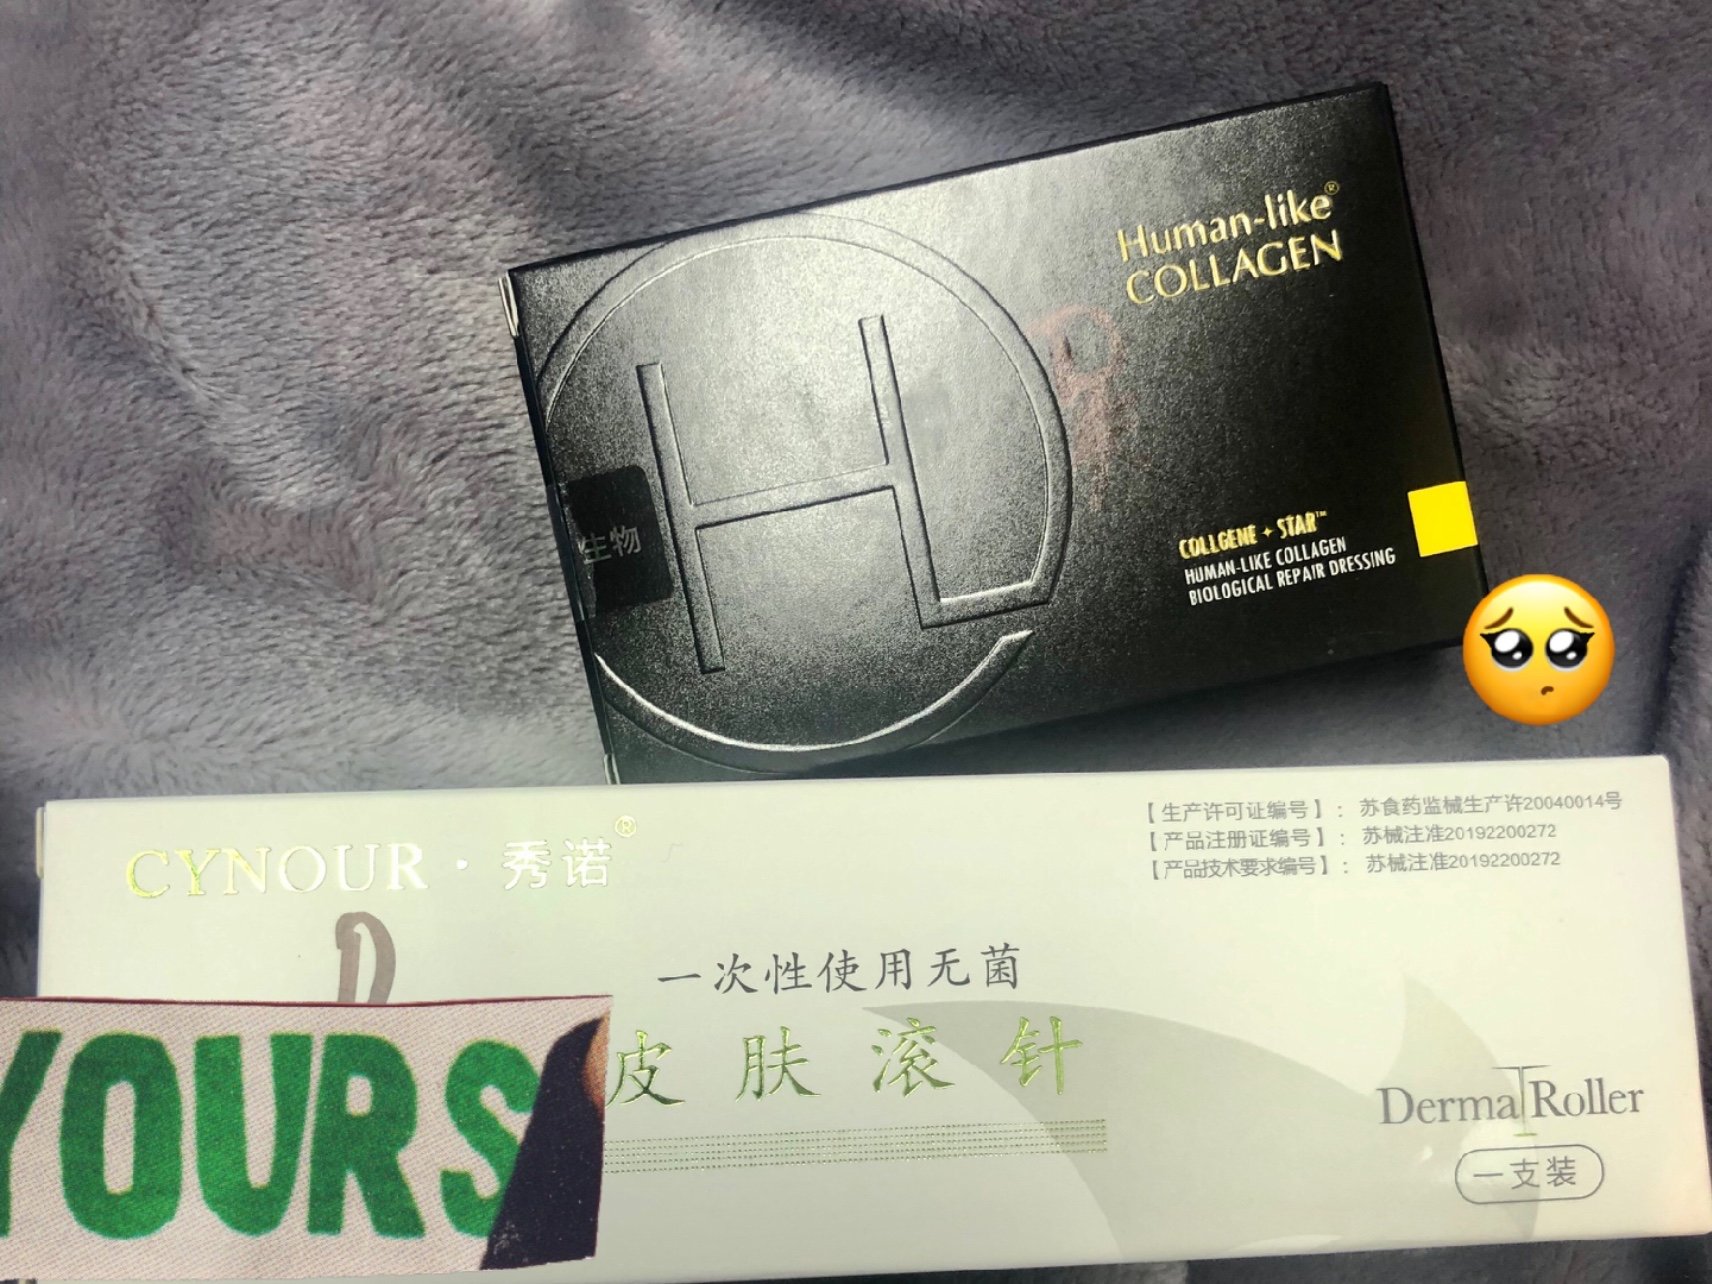 Human-like®
COLLAGEN
COLLGENE + STAR™
HUMAN-LIKE COLLAGEN
BIOLOGICAL REPAIR DRESSING
生物
【生产许可证编号】： 苏食药监械生产许20040014号
【产品注册证编号】： 苏械注准20192200272
【产品技术要求编号】： 苏械注准20192200272
CYNOUR · 秀诺®
D
一次性使用无菌
皮肤滚针
YOURS
Derma Roller
一支装